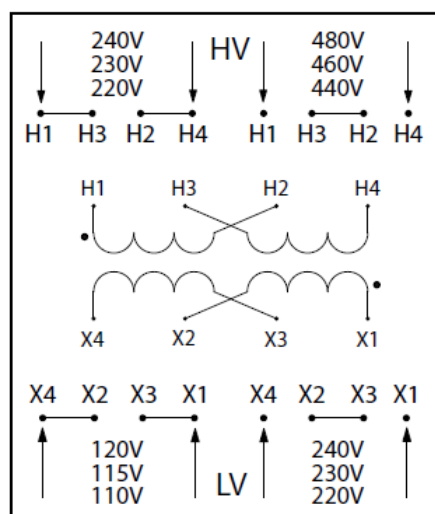 240V HV 480V
230V 460V
220V 440V
H1 H3 H2 H4 H1 H3 H2 H4
H1 H3 H2 H4
X4 X2 X3 X1
X4 X2 X3 X1 X4 X2 X3 X1
120V 240V
115V 230V
110V LV 220V